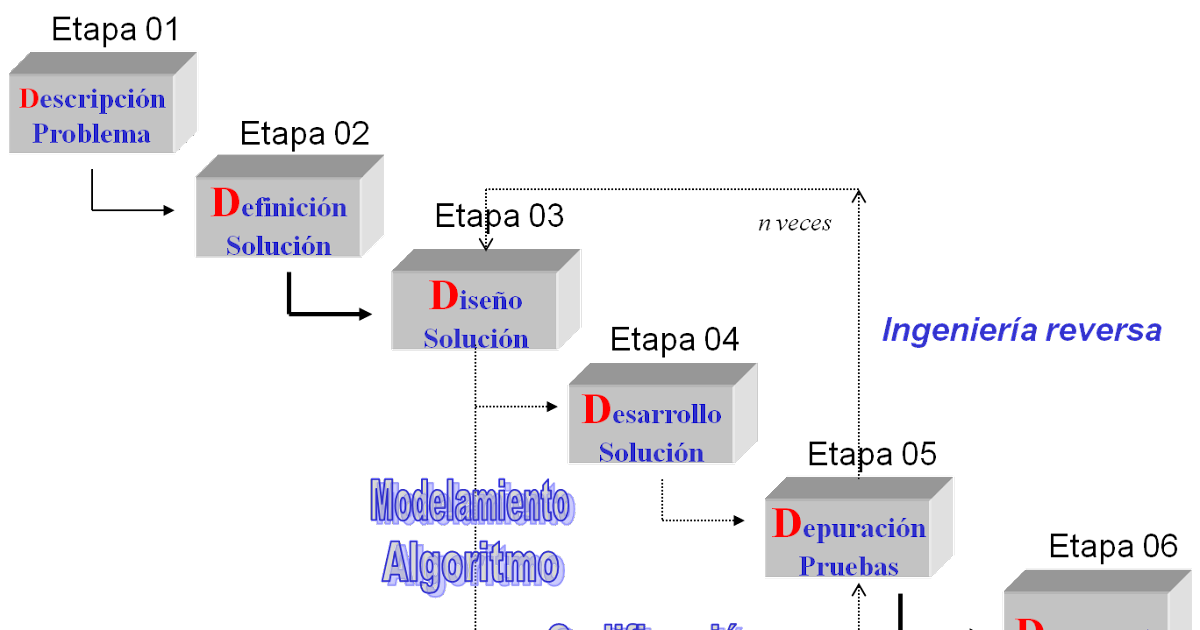 Etapa 01
Descripción
Problema
Etapa 02
Definición
Solución
Etapa 03
n veces
Diseño
Solución
Ingeniería reversa
Etapa 04
Desarrollo
Solución
Etapa 05
Modelamiento
Algoritmo
Depuración
Pruebas
Etapa 06